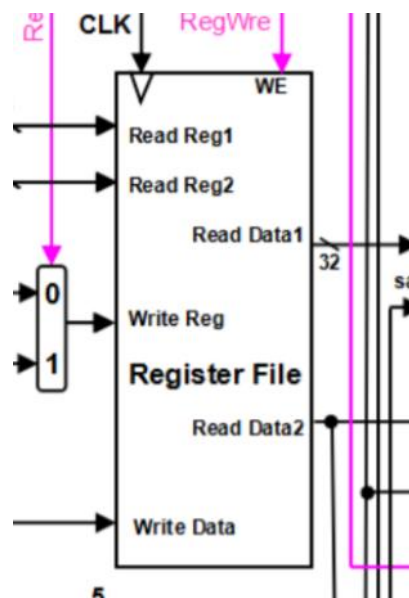 Re
CLK
RegWre
WE
Read Reg1
Read Reg2
Read Data1
32
0
Write Reg
1
Register File
Read Data2
Write Data